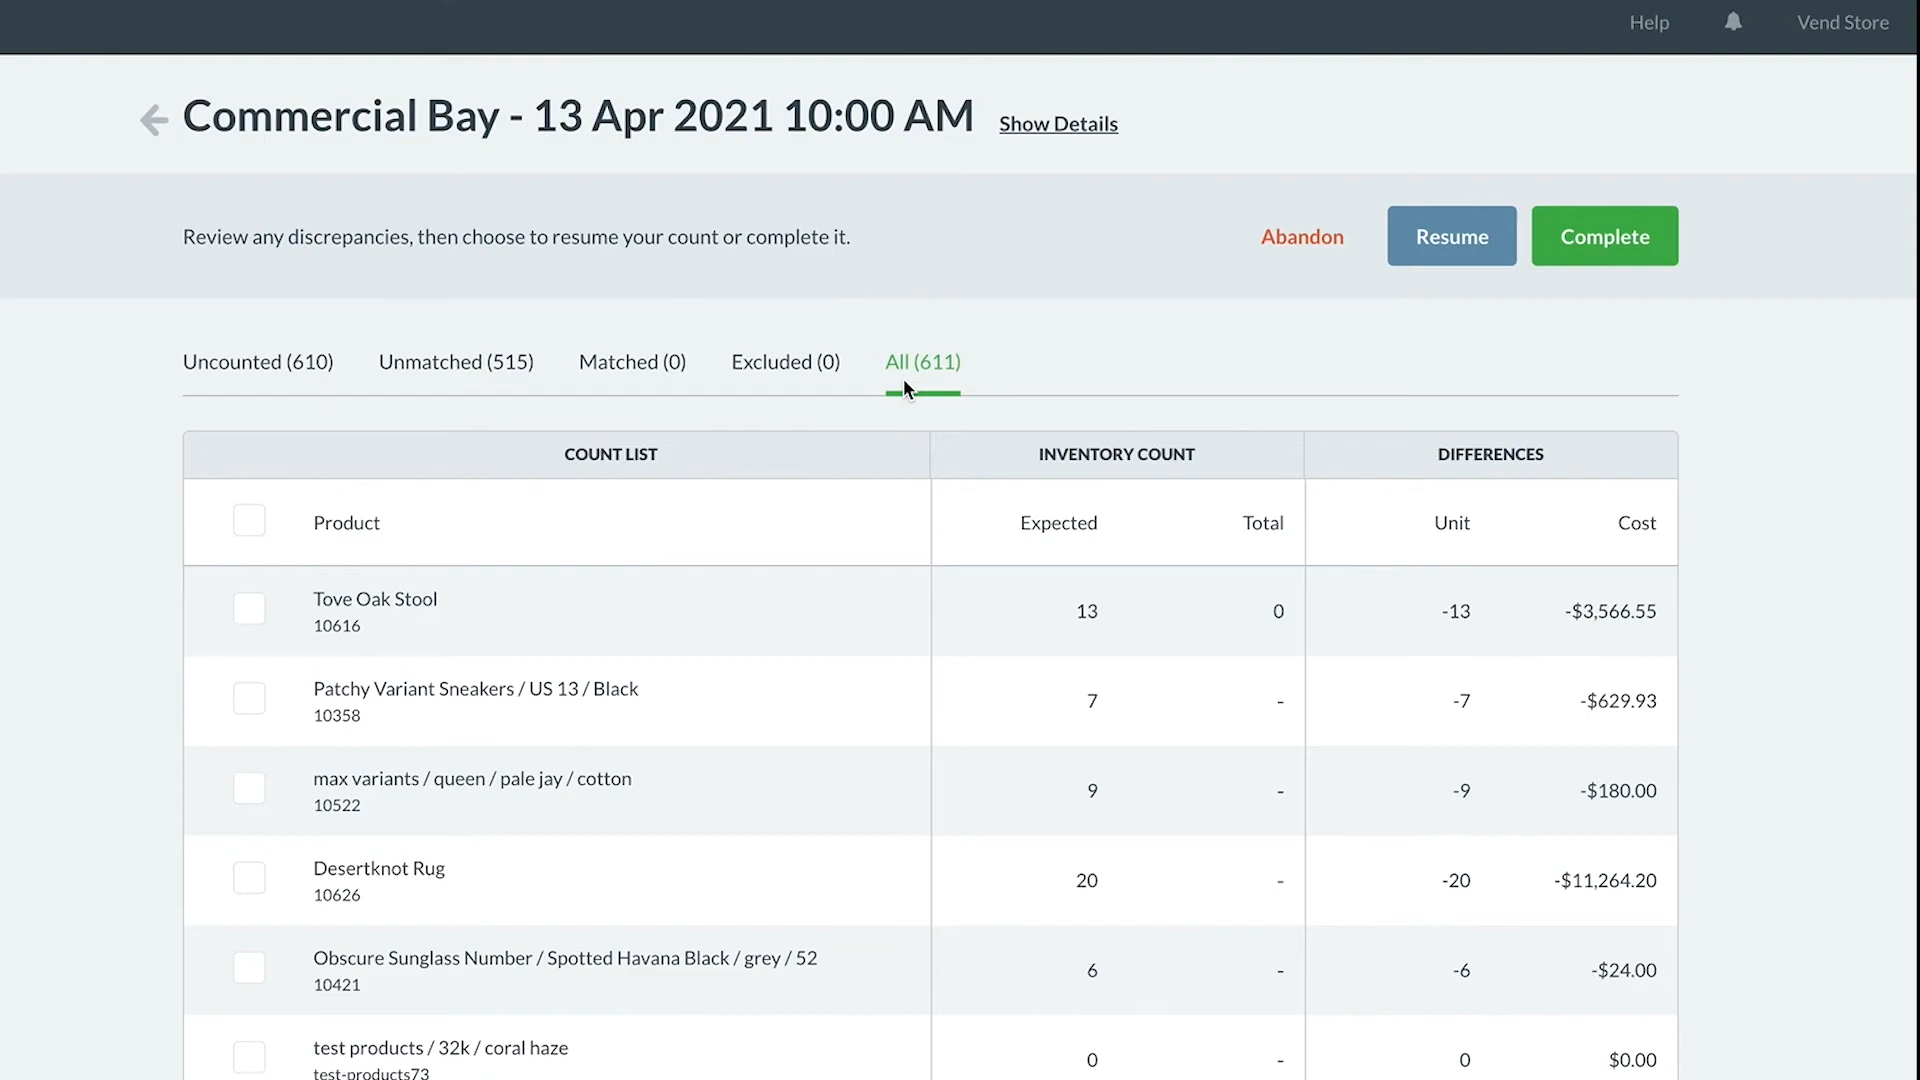 Help
Vend Store
Commercial Bay - 13 Apr 2021 10:00 AM Show Details
Review any discrepancies, then choose to resume your count or complete it.
Abandon
Resume
Complete
Uncounted (610) Unmatched (515) Matched (0) Excluded (0) All (611)
COUNT LIST INVENTORY COUNT DIFFERENCES
Product Expected Total Unit Cost
Tove Oak Stool
10616
13 0 -13 -$3,566.55
Patchy Variant Sneakers / US 13 / Black
10358
7 - -7 -$629.93
max variants / queen / pale jay / cotton
10522
9 - -9 -$180.00
Desertknot Rug
10626
20 - -20 -$11,264.20
Obscure Sunglass Number / Spotted Havana Black / grey / 52
10421
6 - -6 -$24.00
test products / 32k / coral haze
test-products73
0 - 0 $0.00